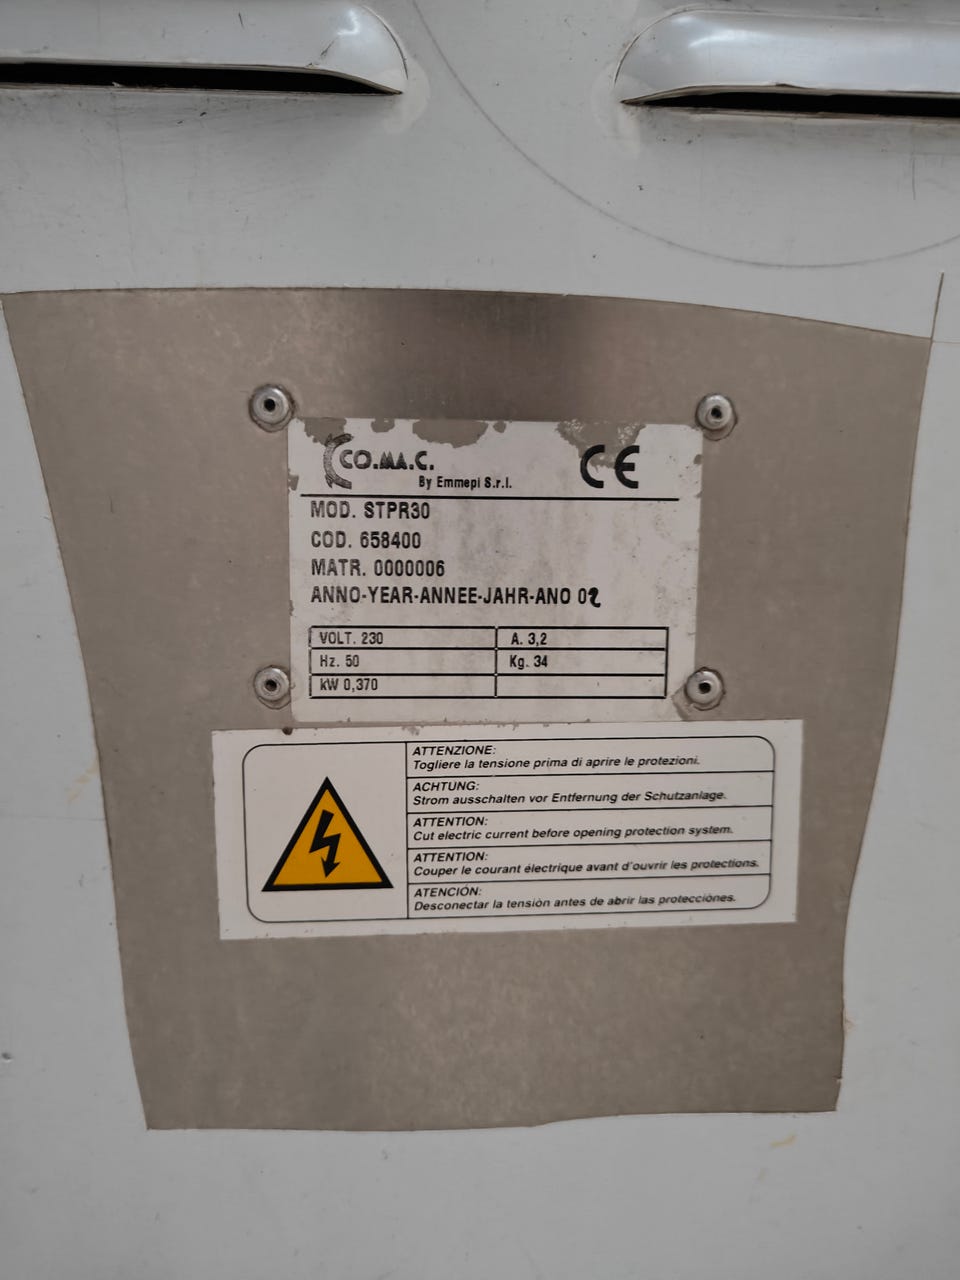 CO.MA.C.
By Emmepi S.r.l.
CE
MOD. STPR30
COD. 658400
MATR. 0000006
ANNO-YEAR-ANNEE-JAHR-ANO 02
VOLT. 230 A. 3,2
Hz. 50 Kg. 34
kW 0,370
ATTENZIONE:
Togliere la tensione prima di aprire le protezioni.
ACHTUNG:
Strom ausschalten vor Entfernung der Schutzanlage.
ATTENTION:
Cut electric current before opening protection system.
ATTENTION:
Couper le courant électrique avant d'ouvrir les protections.
ATENCIÓN:
Desconectar la tensiòn antes de abrir las protecciònes.